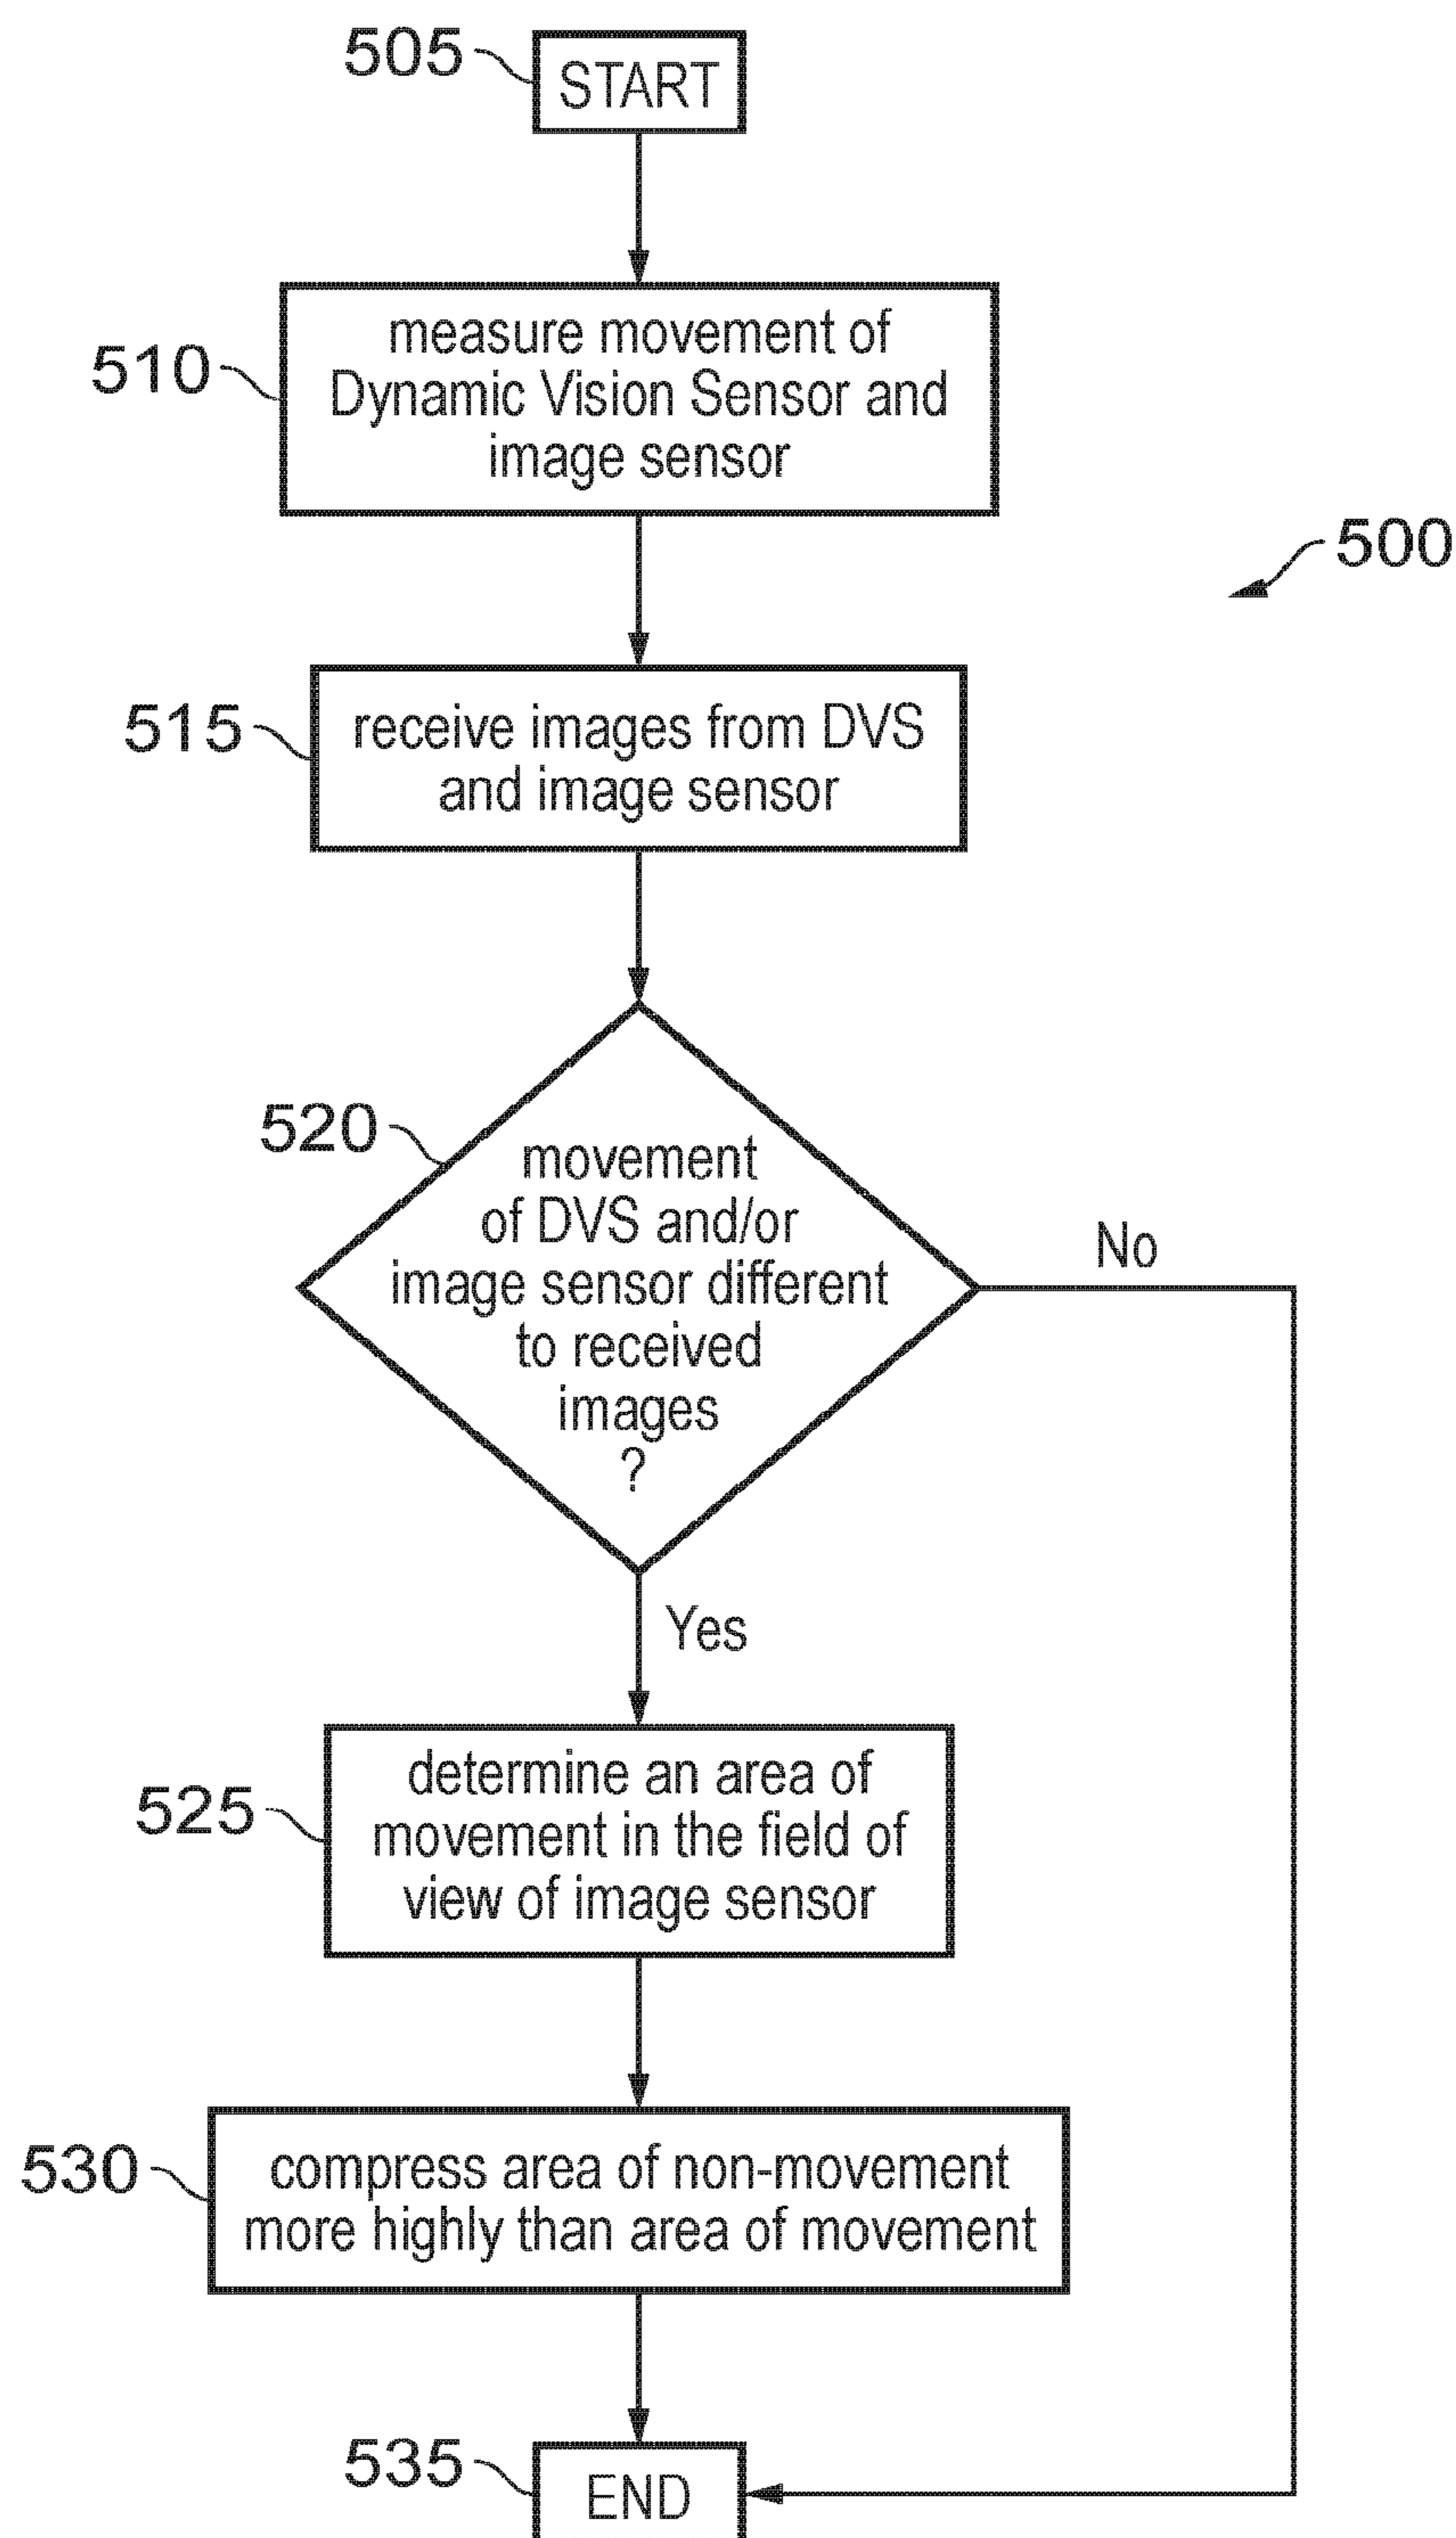 505
START
510
measure movement of
Dynamic Vision Sensor and
image sensor
500
515
receive images from DVS
and image sensor
520
movement
of DVS and/or
image sensor different
to received
images
?
No
Yes
525
determine an area of
movement in the field of
view of image sensor
530
compress area of non-movement
more highly than area of movement
535
END